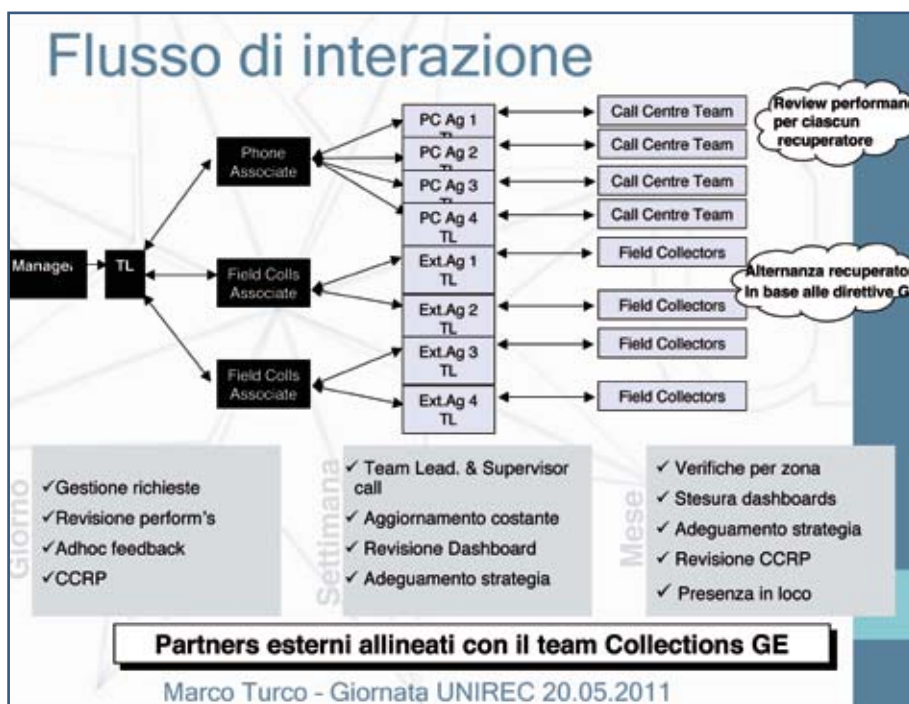 Flusso di interazione
Manager
TL
Phone
Associate
Field Colls
Associate
Field Colls
Associate
PC Ag 1
TL
PC Ag 2
TL
PC Ag 3
TL
PC Ag 4
TL
Ext.Ag 1
TL
Ext.Ag 2
TL
Ext.Ag 3
TL
Ext.Ag 4
TL
Call Centre Team
Call Centre Team
Call Centre Team
Call Centre Team
Field Collectors
Field Collectors
Field Collectors
Field Collectors
Review performanc
per ciascun
recuperatore
Alternanza recuperator
In base alle direttive G
Giorno
✓Gestione richieste
✓Revisione perform's
✓Adhoc feedback
✓CCRP
Settimana
✓ Team Lead. & Supervisor
call
✓ Aggiornamento costante
✓ Revisione Dashboard
✓ Adeguamento strategia
Mese
✓ Verifiche per zona
✓ Stesura dashboards
✓ Adeguamento strategia
✓ Revisione CCRP
✓ Presenza in loco
Partners esterni allineati con il team Collections GE
Marco Turco - Giornata UNIREC 20.05.2011